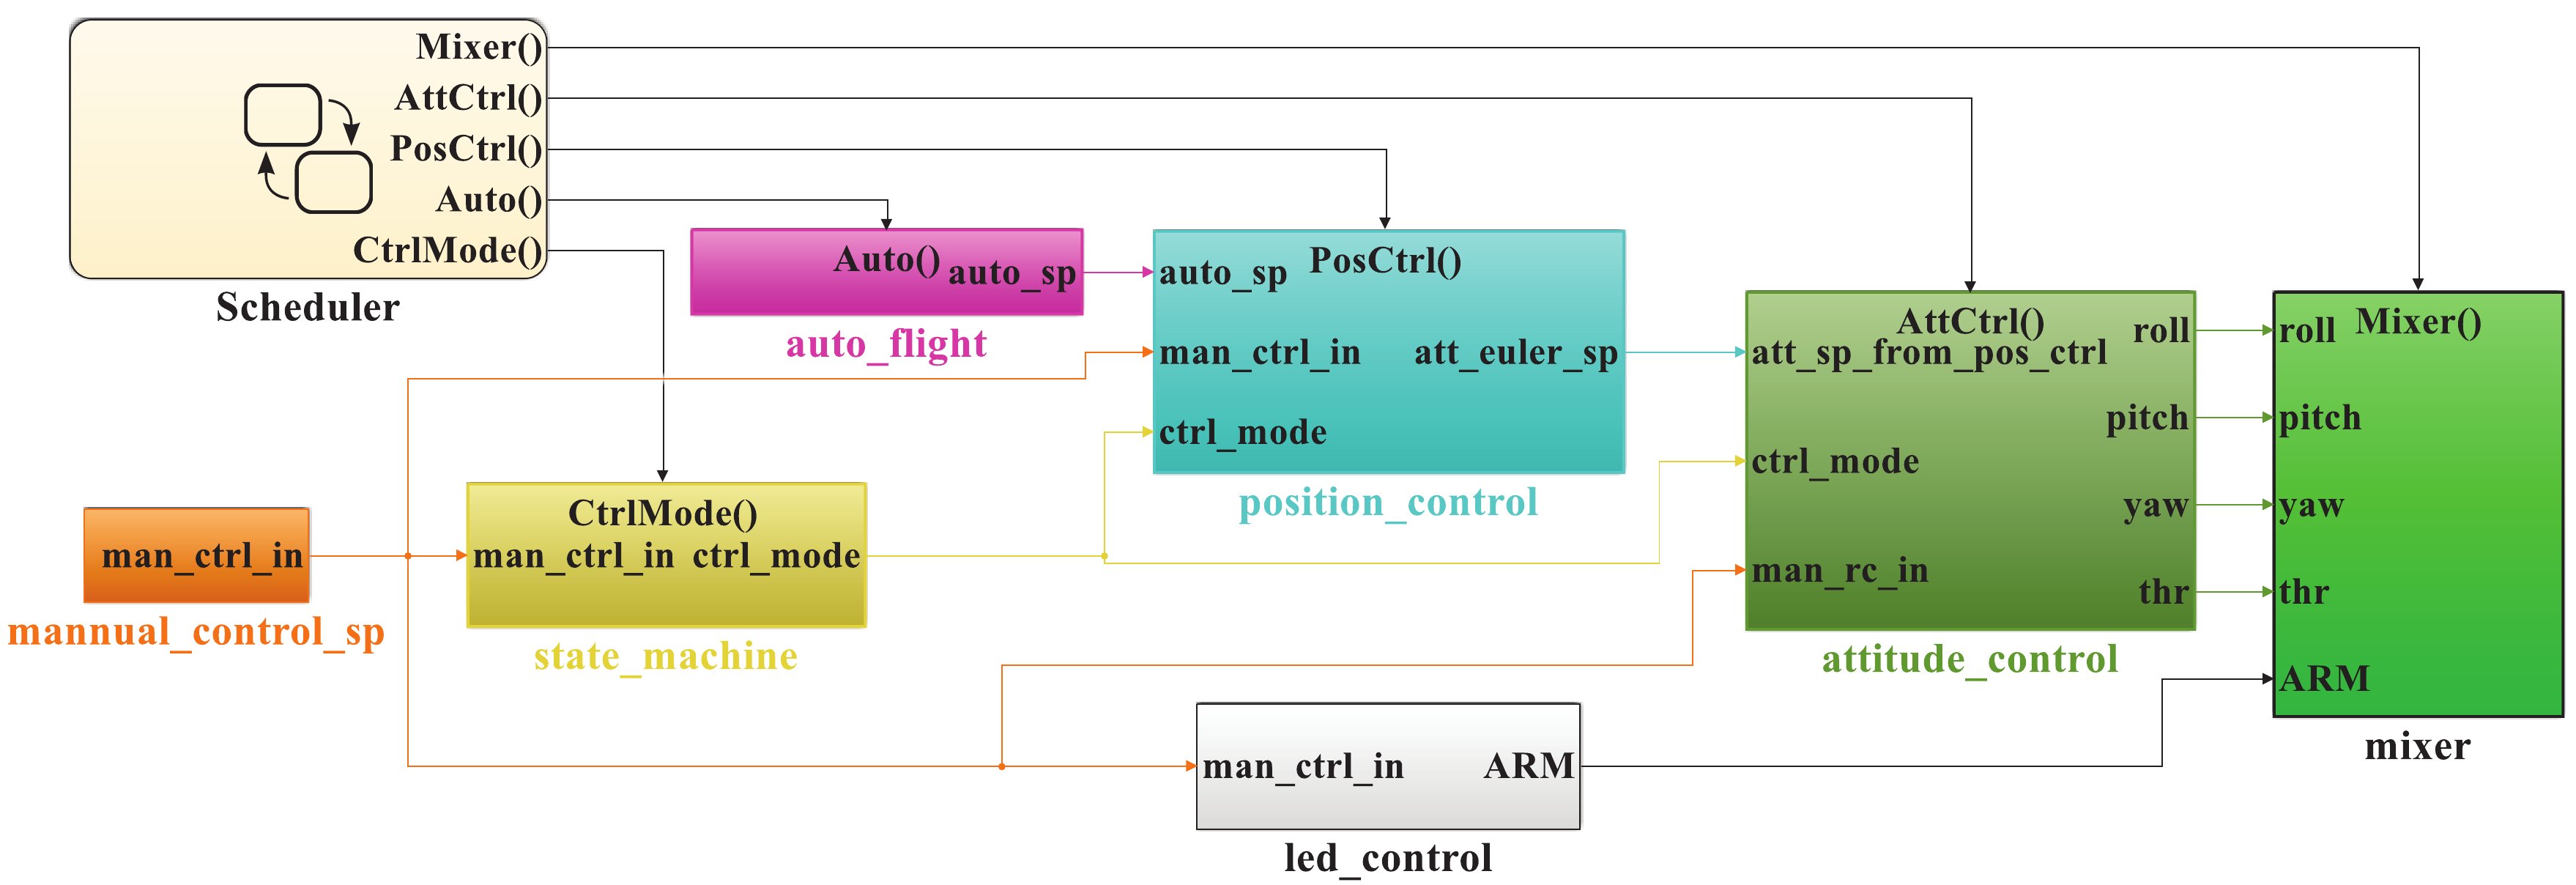 Mixer()
AttCtrl()
PosCtrl()
Auto()
CtrlMode()
Scheduler
Auto()
auto_sp
auto_flight
auto_sp
PosCtrl()
man_ctrl_in
att_euler_sp
ctrl_mode
position_control
man_ctrl_in
mannual_control_sp
CtrlMode()
man_ctrl_in
ctrl_mode
state_machine
AttCtrl()
att_sp_from_pos_ctrl
ctrl_mode
man_rc_in
roll
pitch
yaw
thr
attitude_control
Mixer()
roll
pitch
yaw
thr
ARM
mixer
man_ctrl_in
ARM
led_control